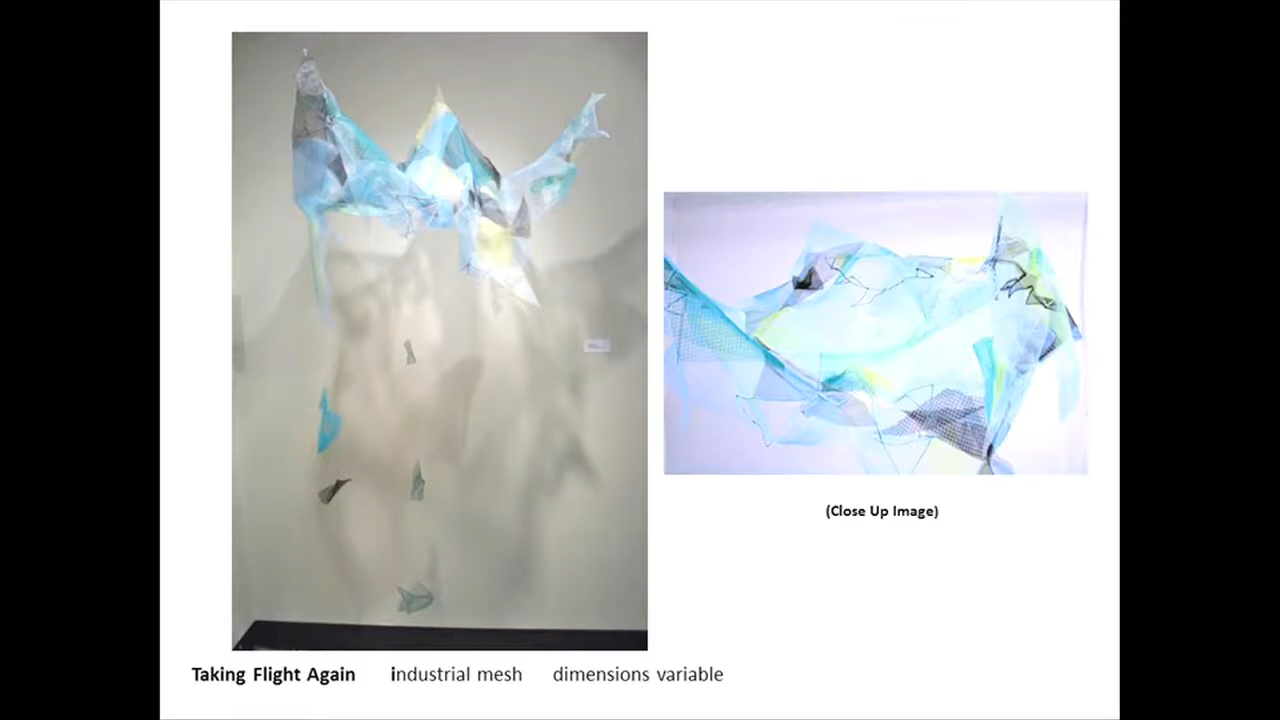 (Close Up Image)
Taking Flight Again industrial mesh dimensions variable